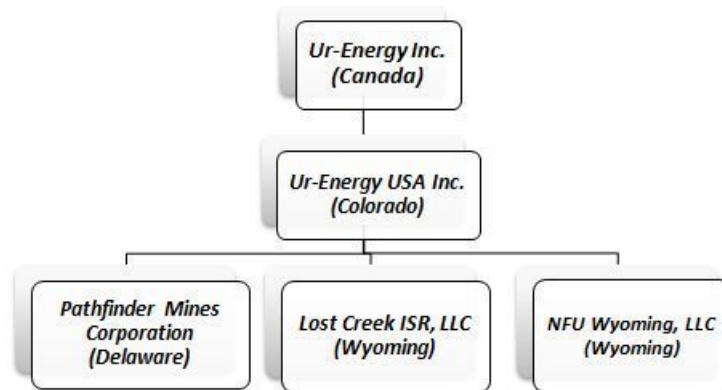 Ur-Energy Inc.
(Canada)
Ur-Energy USA Inc.
(Colorado)
Pathfinder Mines
Corporation
(Delaware)
Lost Creek ISR, LLC
(Wyoming)
NFU Wyoming, LLC
(Wyoming)